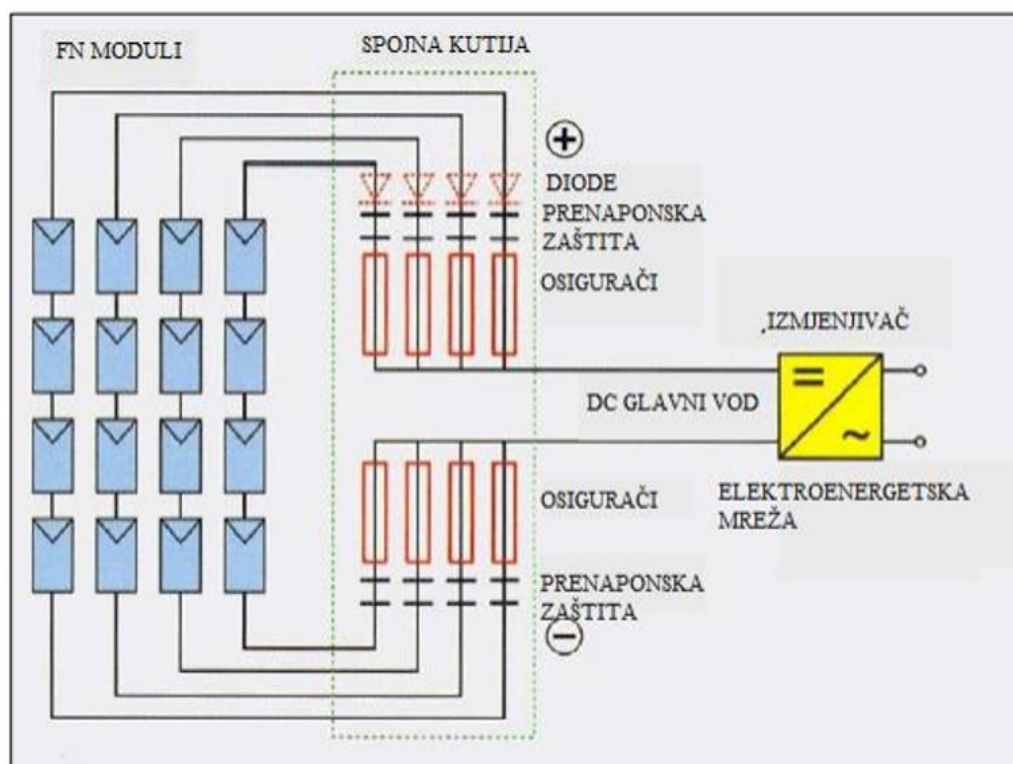 FN MODULI
SPOJNA KUTIJA
+
DIODE
PRENAPONSKA
ZAŠTITA
OSIGURAČI
IZMJENJIVAČ
=
~
DC GLAVNI VOD
OSIGURAČI
ELEKTROENERGETSKA
MREŽA
PRENAPONSKA
ZAŠTITA
−